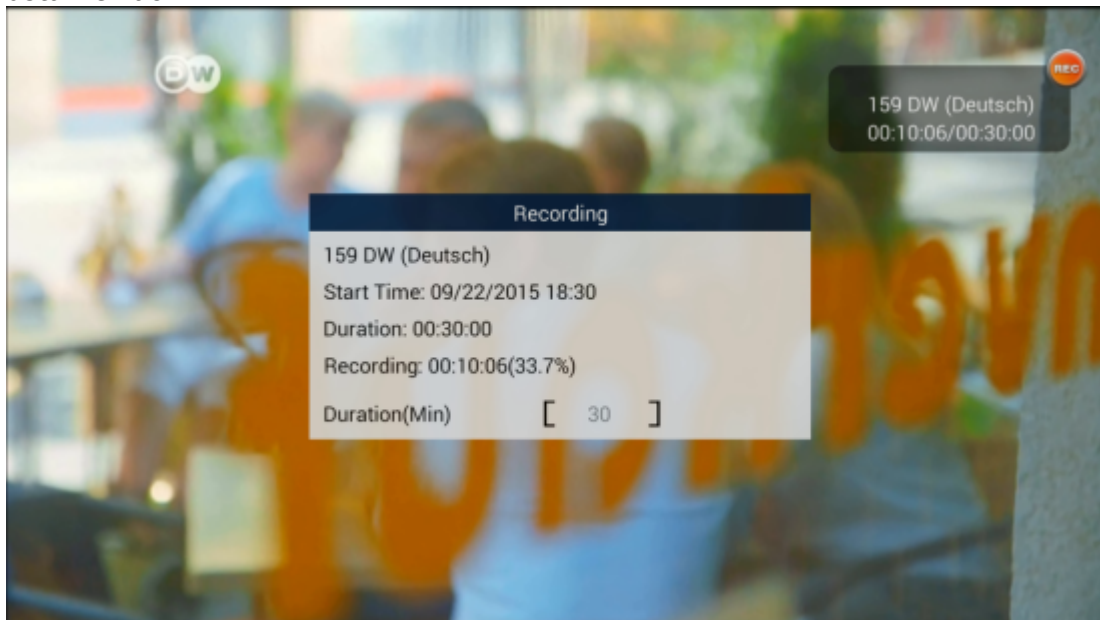 DW
REC
159 DW (Deutsch)
00:10:06/00:30:00
Recording
159 DW (Deutsch)
Start Time: 09/22/2015 18:30
Duration: 00:30:00
Recording: 00:10:06(33.7%)
Duration(Min) [ 30 ]